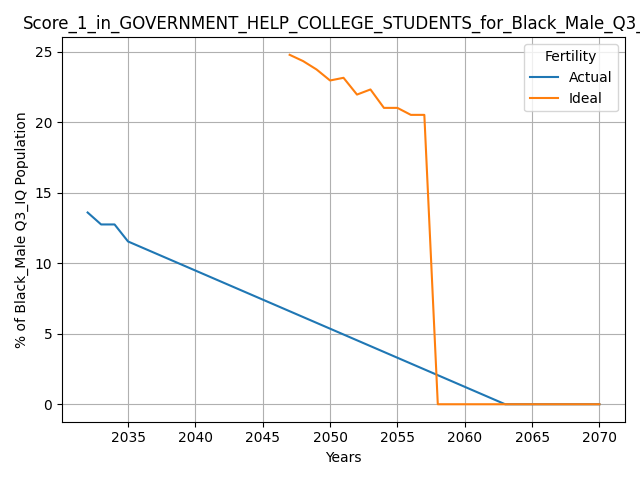 Score_1_in_GOVERNMENT_HELP_COLLEGE_STUDENTS_for_Black_Male_Q3_
Fertility
Actual
Ideal
% of Black_Male Q3_IQ Population
25
20
15
10
5
0
2035 2040 2045 2050 2055 2060 2065 2070
Years